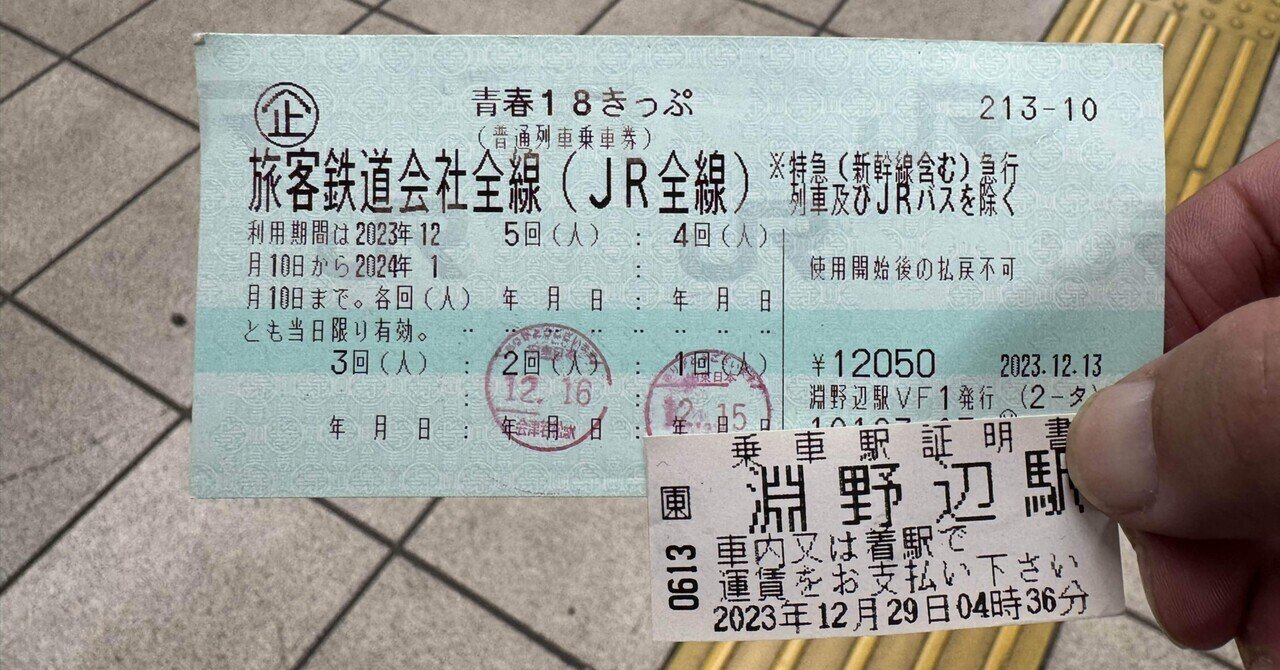 企 青春18きっぷ 213-10
(普通列車乗車券)
旅客鉄道会社全線(JR全線)
※特急(新幹線含む)急行
列車及びJRバスを除く
利用期間は2023年12
月10日から2024年 1
月10日まで。各回(人)
とも当日限り有効。
5回(人) : 4回(人)
年 月 日 : 年 月 日
3回(人) : 2回(人) : 1回(人)
年 月 日 : 年 月 日 : 年 月 日
12.16
会津若松
東日本
12.15
使用開始後の払戻不可
¥12050 2023.12.13
淵野辺駅VF1発行 (2-タ)
乗車駅証明書
東 淵野辺駅
0613
車内又は着駅で
運賃をお支払い下さい
2023年12月29日04時36分